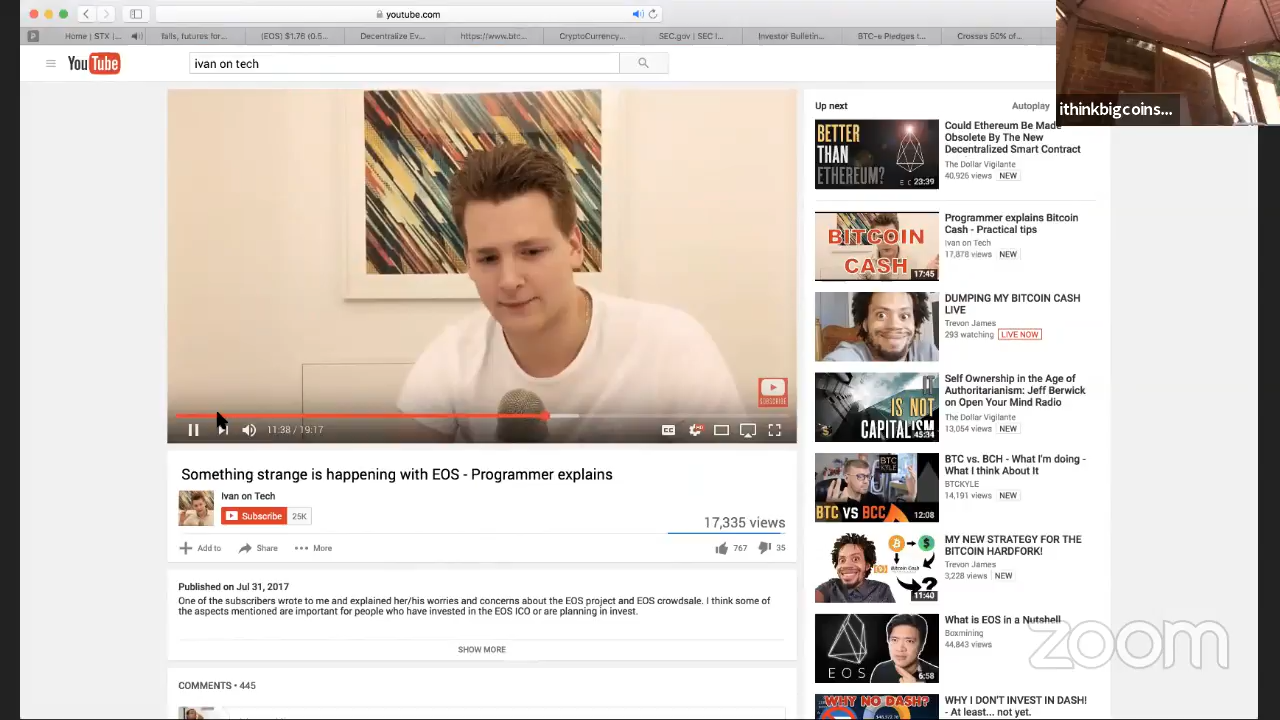 youtube.com
P
Home | STX |...
falls, futures for...
(EOS) $1.76 (0.5...
Decentralize Ev...
https://www.btc...
CryptoCurrency...
SEC.gov | SEC I...
Investor Bulletin...
BTC-e Pledges t...
Crosses 50% of...
YouTube
ivan on tech
ithinkbigcoins...
SUBSCRIBE
11:38 / 19:17
CC
HD
Something strange is happening with EOS - Programmer explains
Ivan on Tech
Subscribe 25K
17,335 views
Add to Share More
767 35
Published on Jul 31, 2017
One of the subscribers wrote to me and explained her/his worries and concerns about the EOS project and EOS crowdsale. I think some of
the aspects mentioned are important for people who have invested in the EOS ICO or are planning in invest.
SHOW MORE
COMMENTS • 445
Up next
Autoplay
BETTER
THAN
ETHEREUM?
23:39
Could Ethereum Be Made
Obsolete By The New
Decentralized Smart Contract
The Dollar Vigilante
40,926 views NEW
BITCOIN
CASH
17:45
Programmer explains Bitcoin
Cash - Practical tips
Ivan on Tech
17,878 views NEW
DUMPING MY BITCOIN CASH
LIVE
Trevon James
293 watching LIVE NOW
IT
IS NOT
CAPITALISM
45:34
Self Ownership in the Age of
Authoritarianism: Jeff Berwick
on Open Your Mind Radio
The Dollar Vigilante
13,054 views NEW
BTC
KYLE
BTC VS BCC
12:08
BTC vs. BCH - What I'm doing -
What I think About It
BTCKYLE
14,191 views NEW
Bitcoin Cash
11:40
MY NEW STRATEGY FOR THE
BITCOIN HARDFORK!
Trevon James
3,228 views NEW
EOS
6:58
What is EOS in a Nutshell
Boxmining
44,843 views
WHY NO DASH?
WHY I DON'T INVEST IN DASH!
- At least... not yet.
zoom